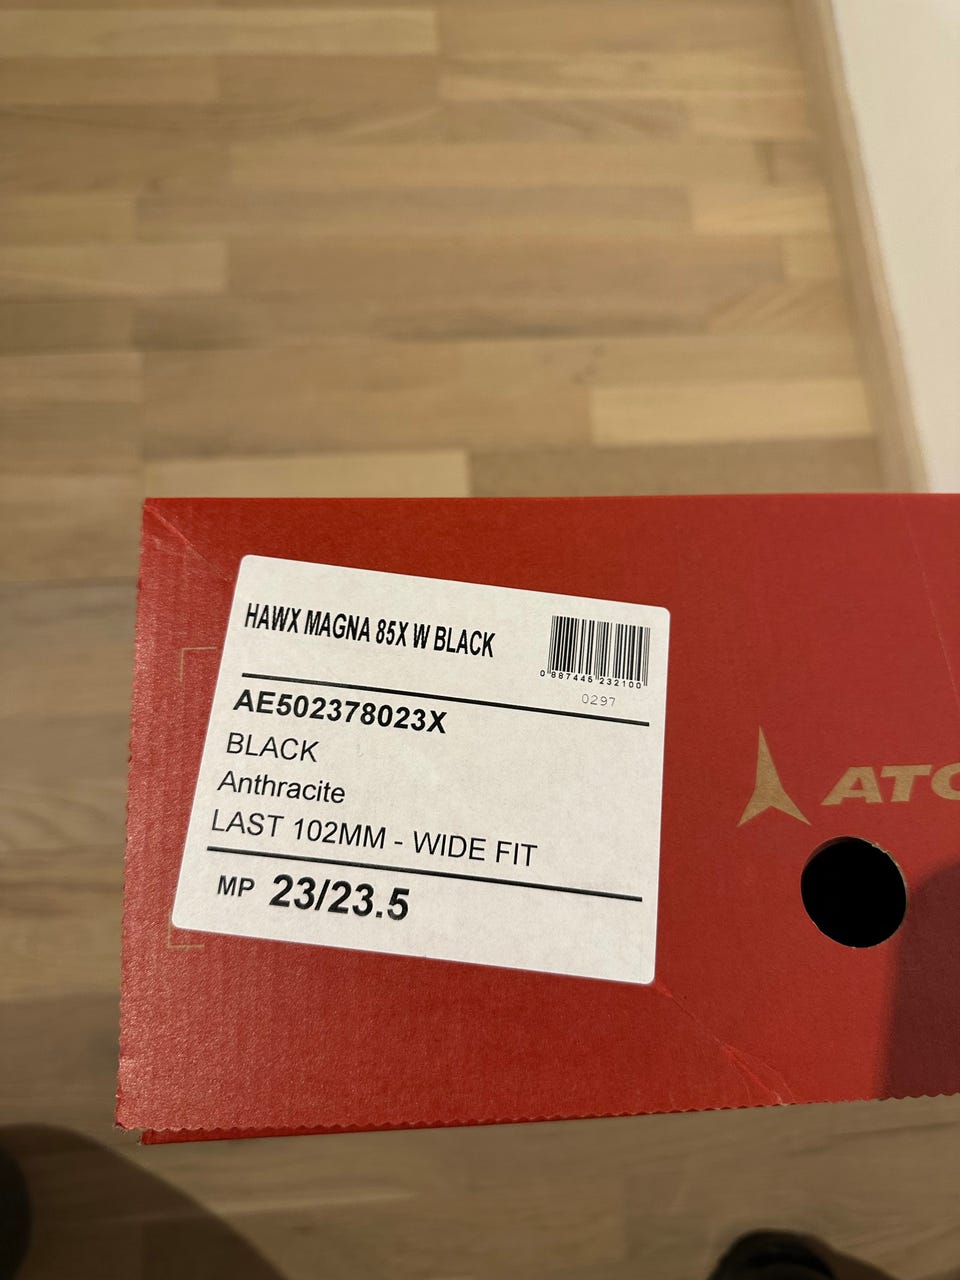 HAWX MAGNA 85X W BLACK
0 887445 232100
0297
AE502378023X
BLACK
Anthracite
LAST 102MM - WIDE FIT
MP 23/23.5
ATO